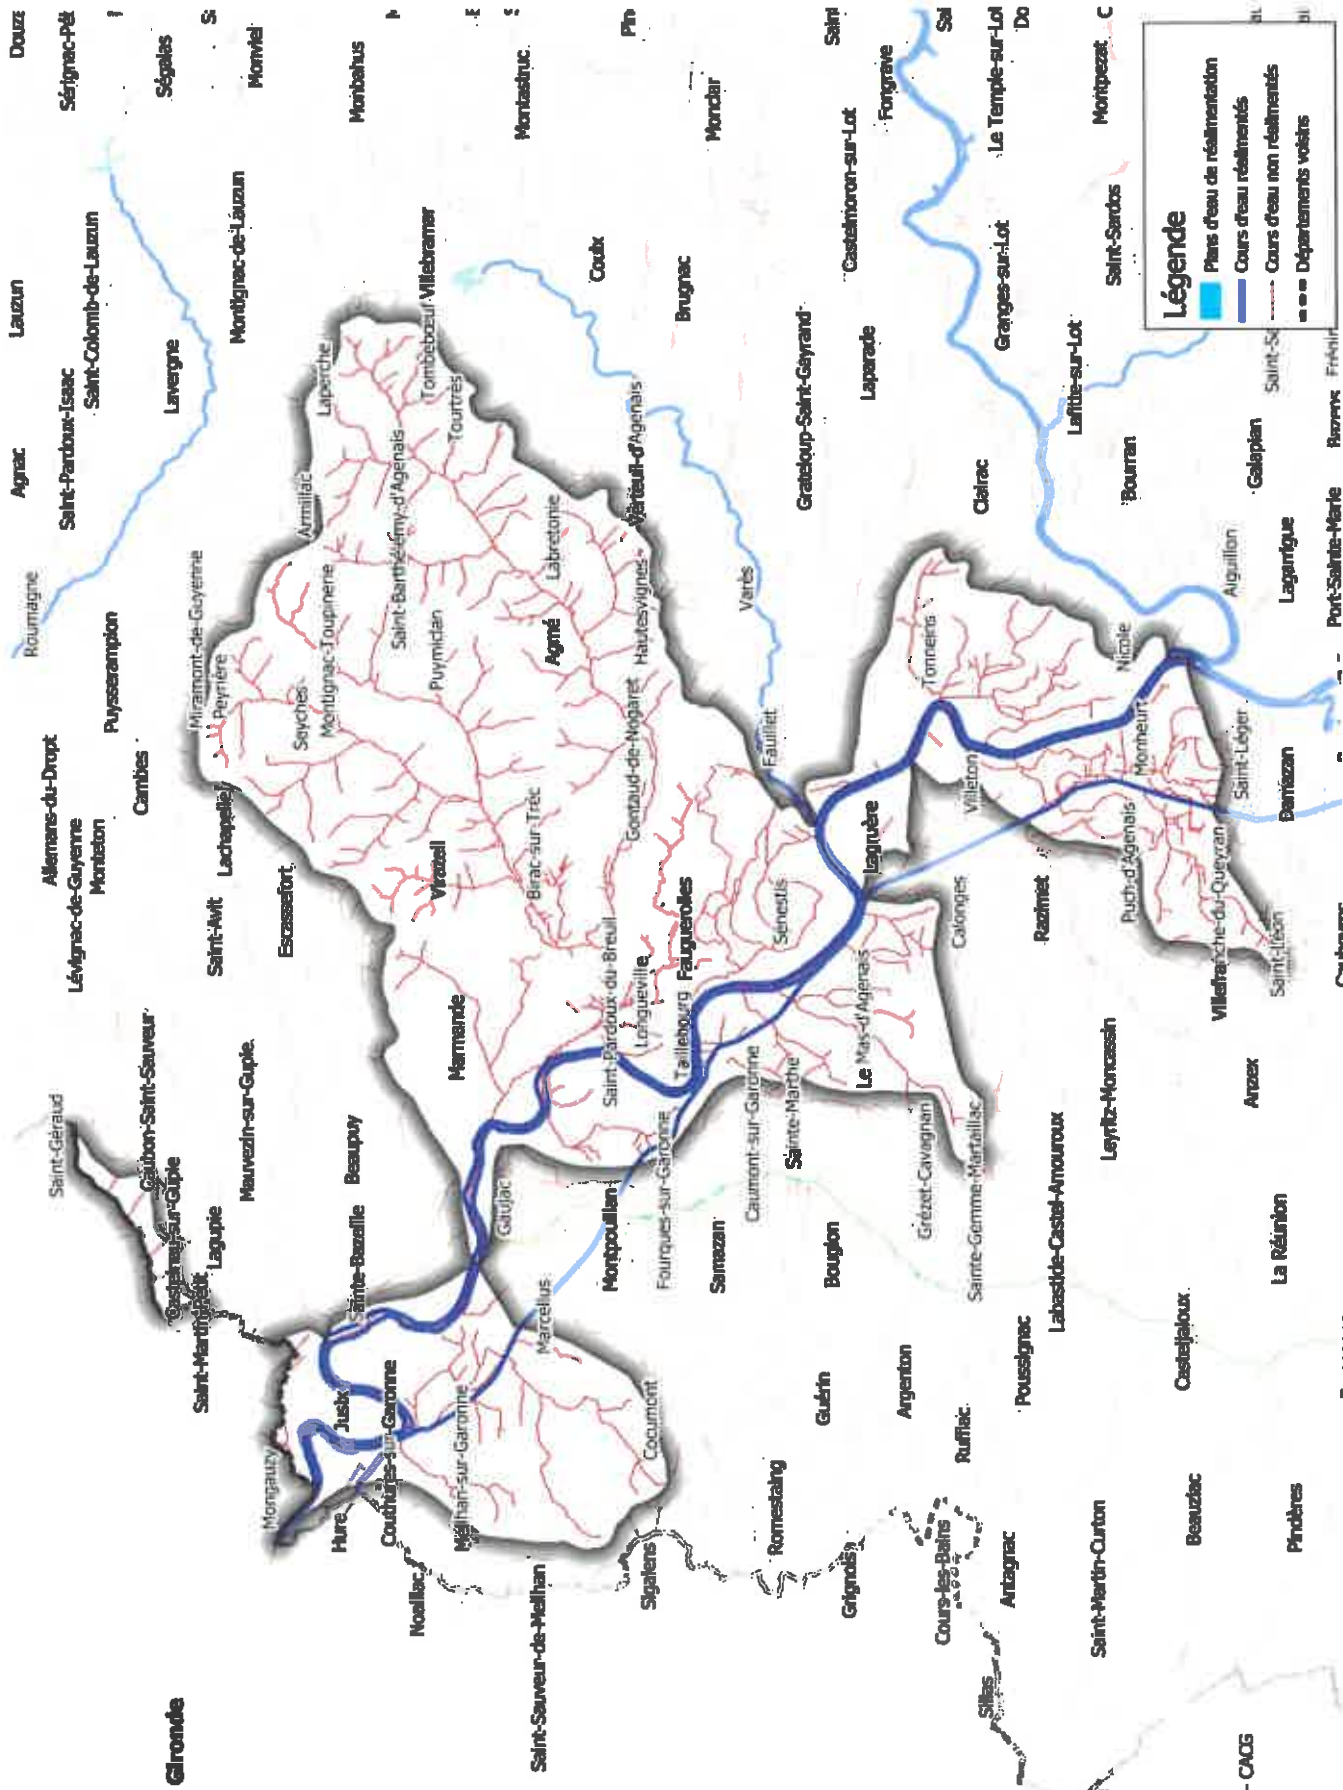 Gironde
Saint-Géraud
Caubon-Saint-Sauveur
Castelnau-sur-Gupie
Saint-Martin-Petit
Lagupie
Mauvezin-sur-Gupie
Beaupuy
Sainte-Bazeille
Mongauzy
Jusix
Hure
Couthures-sur-Garonne
Meilhan-sur-Garonne
Noaillac
Saint-Sauveur-de-Meilhan
Sigalens
Cocumont
Marcellus
Gaujac
Montpouillan
Fourques-sur-Garonne
Samazan
Caumont-sur-Garonne
Sainte-Marthe
Bouglon
Guérin
Romestaing
Grignols
Argenton
Ruffiac
Cours-les-Bains
Antagnac
Sillas
Poussignac
Saint-Martin-Curton
Beauziac
Pindères
Casteljaloux
La Réunion
Anzex
Leyritz-Moncassin
Labastide-Castel-Amouroux
Sainte-Gemme-Martaillac
Grézet-Cavagnan
Le Mas-d'Agenais
Calonges
Razimet
Puch-d'Agenais
Villefranche-du-Queyran
Saint-Léon
Damazan
Saint-Léger
Monheurt
Nicole
Aiguillon
Lagarrigue
Port-Sainte-Marie
Galapian
Bourran
Lafitte-sur-Lot
Clairac
Tonneins
Villeton
Lagruère
Fauillet
Varès
Sénestis
Fauguerolles
Taillebourg
Longueville
Saint-Pardoux-du-Breuil
Marmande
Virazeil
Birac-sur-Trec
Gontaud-de-Nogaret
Hautesvignes
Agmé
Puymiclan
Labretonie
Verteuil-d'Agenais
Saint-Barthélemy-d'Agenais
Montignac-Toupinerie
Seyches
Peyrière
Miramont-de-Guyenne
Armillac
Laperche
Tombebœuf
Tourtrès
Villebramar
Lachapelle
Escassefort
Saint-Avit
Lévignac-de-Guyenne
Monteton
Allemans-du-Dropt
Cambes
Puysserampion
Roumagne
Saint-Pardoux-Isaac
Agnac
Lauzun
Saint-Colomb-de-Lauzun
Lavergne
Montignac-de-Lauzun
Ségalas
Monviel
Monbahus
Montastruc
Monclar
Coulx
Brugnac
Grateloup-Saint-Gayrand
Laparade
Castelmoron-sur-Lot
Fongrave
Le Temple-sur-Lot
Granges-sur-Lot
Saint-Sardos
Montpezat
Légende
Plans d'eau de réalimentation
Cours d'eau réalimentés
Cours d'eau non réalimentés
Départements voisins
- CACG